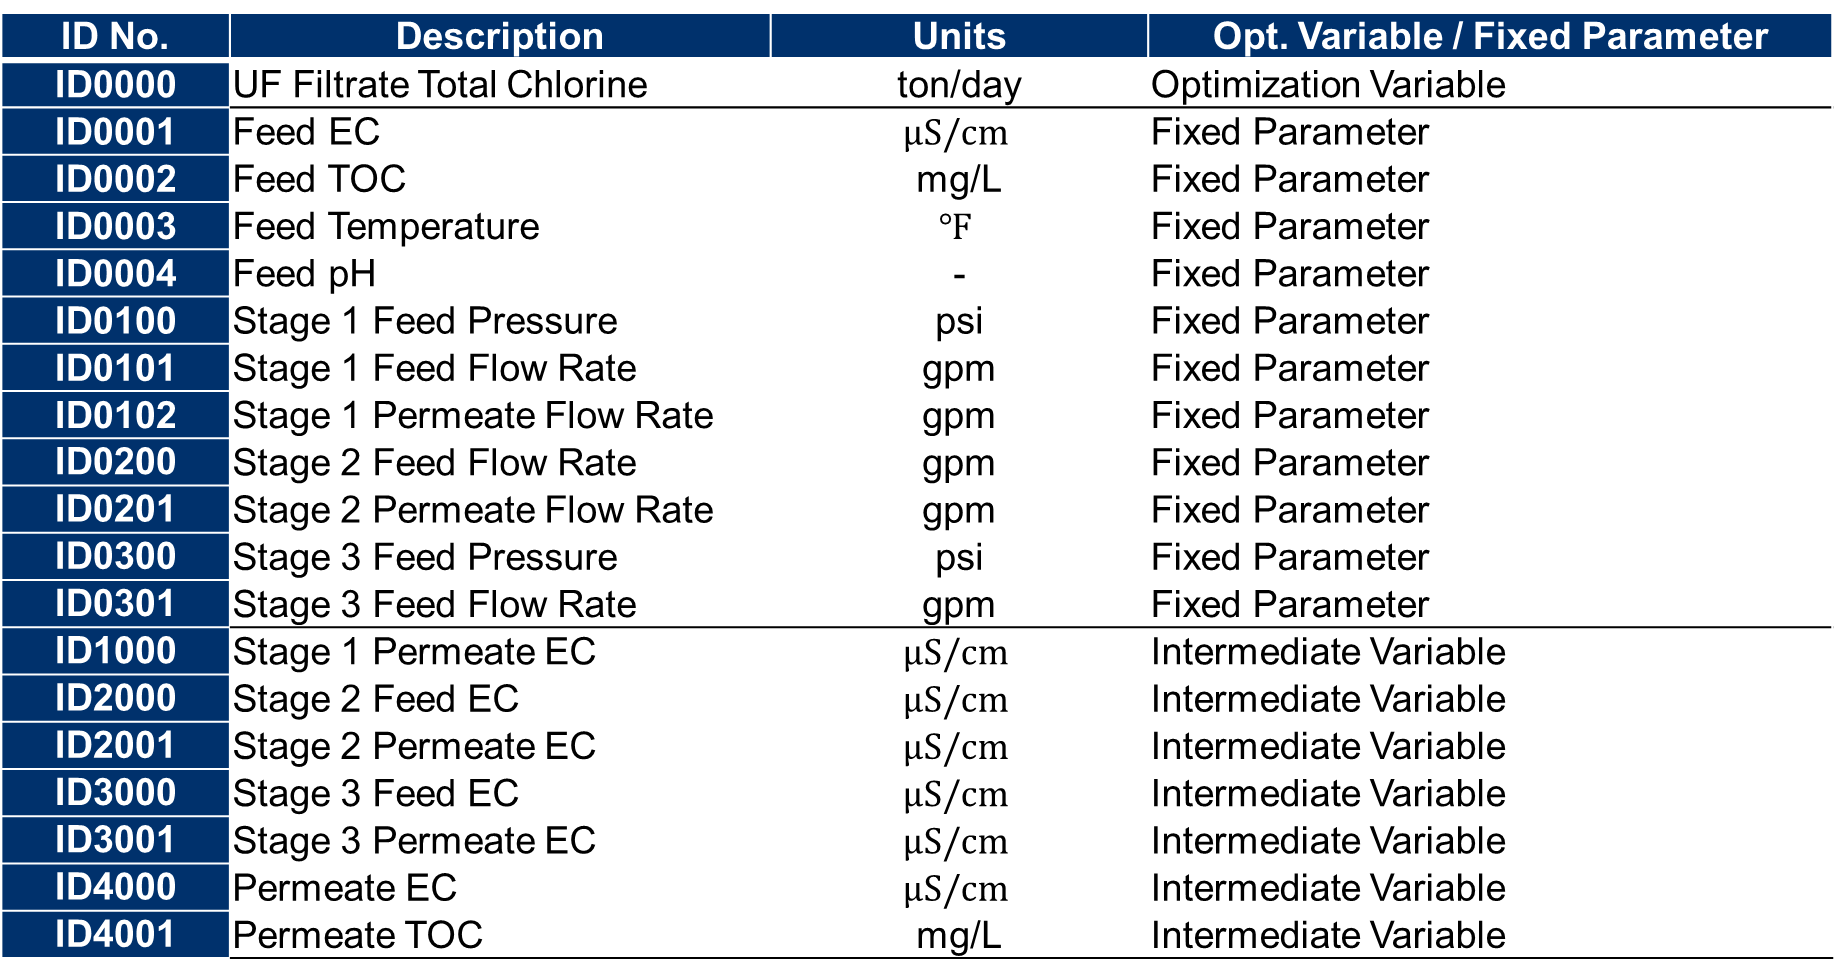 ID No. Description Units Opt. Variable / Fixed Parameter
ID0000 UF Filtrate Total Chlorine ton/day Optimization Variable
ID0001 Feed EC μS/cm Fixed Parameter
ID0002 Feed TOC mg/L Fixed Parameter
ID0003 Feed Temperature °F Fixed Parameter
ID0004 Feed pH - Fixed Parameter
ID0100 Stage 1 Feed Pressure psi Fixed Parameter
ID0101 Stage 1 Feed Flow Rate gpm Fixed Parameter
ID0102 Stage 1 Permeate Flow Rate gpm Fixed Parameter
ID0200 Stage 2 Feed Flow Rate gpm Fixed Parameter
ID0201 Stage 2 Permeate Flow Rate gpm Fixed Parameter
ID0300 Stage 3 Feed Pressure psi Fixed Parameter
ID0301 Stage 3 Feed Flow Rate gpm Fixed Parameter
ID1000 Stage 1 Permeate EC μS/cm Intermediate Variable
ID2000 Stage 2 Feed EC μS/cm Intermediate Variable
ID2001 Stage 2 Permeate EC μS/cm Intermediate Variable
ID3000 Stage 3 Feed EC μS/cm Intermediate Variable
ID3001 Stage 3 Permeate EC μS/cm Intermediate Variable
ID4000 Permeate EC μS/cm Intermediate Variable
ID4001 Permeate TOC mg/L Intermediate Variable